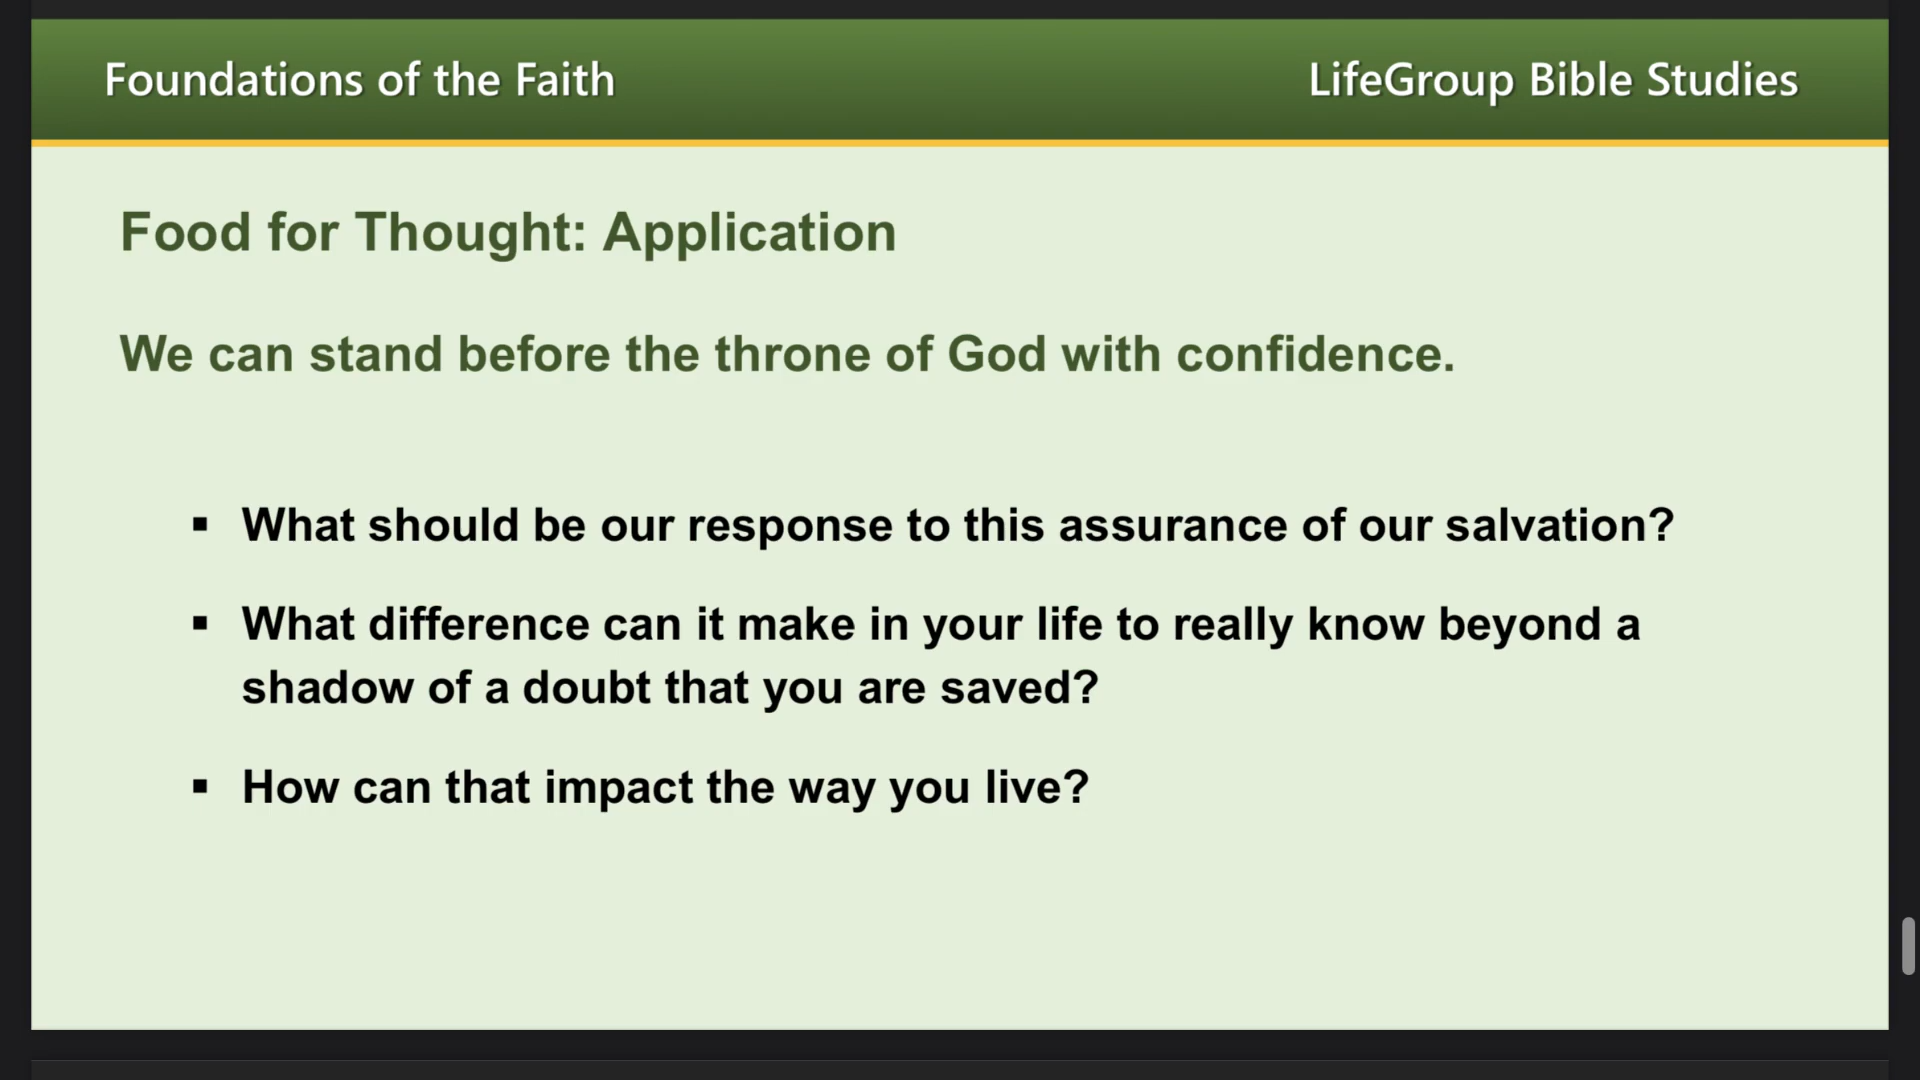 Foundations of the Faith
LifeGroup Bible Studies
Food for Thought: Application
We can stand before the throne of God with confidence.
▪ What should be our response to this assurance of our salvation?
▪ What difference can it make in your life to really know beyond a
shadow of a doubt that you are saved?
▪ How can that impact the way you live?